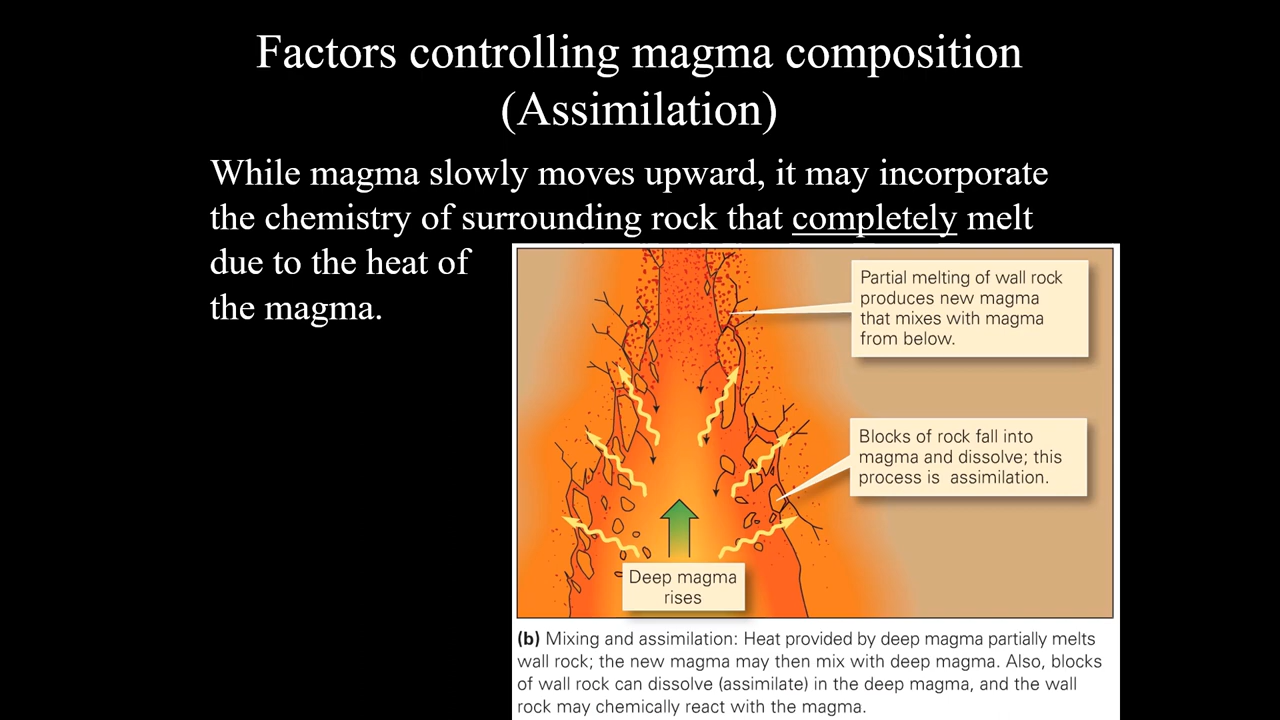 Factors controlling magma composition
(Assimilation)
While magma slowly moves upward, it may incorporate
the chemistry of surrounding rock that completely melt
due to the heat of
the magma.
Partial melting of wall rock
produces new magma
that mixes with magma
from below.
Blocks of rock fall into
magma and dissolve; this
process is assimilation.
Deep magma
rises
(b) Mixing and assimilation: Heat provided by deep magma partially melts
wall rock; the new magma may then mix with deep magma. Also, blocks
of wall rock can dissolve (assimilate) in the deep magma, and the wall
rock may chemically react with the magma.